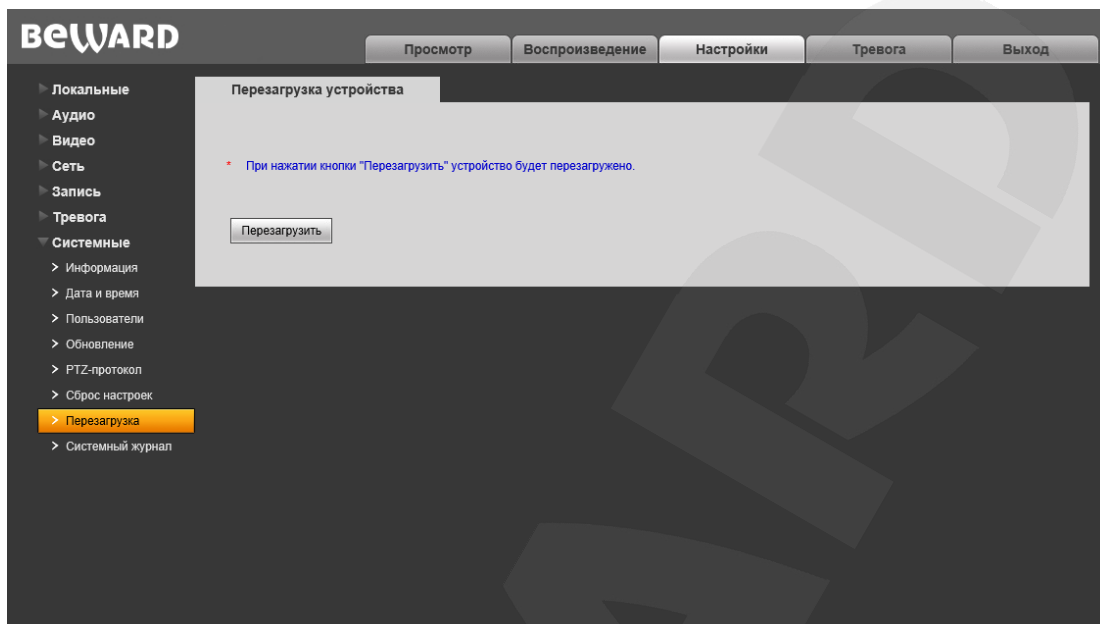 BEWARD
Просмотр Воспроизведение Настройки Тревога Выход
Локальные
Аудио
Видео
Сеть
Запись
Тревога
Системные
Информация
Дата и время
Пользователи
Обновление
PTZ-протокол
Сброс настроек
Перезагрузка
Системный журнал
Перезагрузка устройства
* При нажатии кнопки "Перезагрузить" устройство будет перезагружено.
Перезагрузить